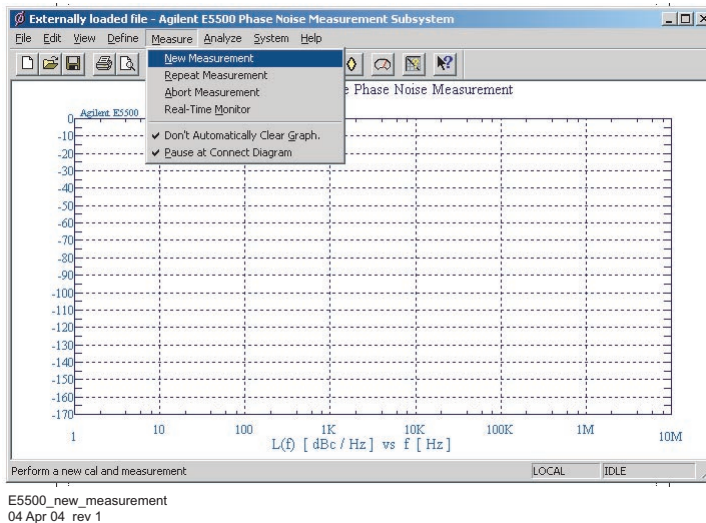 Externally loaded file - Agilent E5500 Phase Noise Measurement Subsystem
File Edit View Define Measure Analyze System Help
New Measurement
Repeat Measurement
Abort Measurement
Real-Time Monitor
✔ Don't Automatically Clear Graph.
✔ Pause at Connect Diagram
Phase Noise Measurement
Agilent E5500
0
-10
-20
-30
-40
-50
-60
-70
-80
-90
-100
-110
-120
-130
-140
-150
-160
-170
1 10 100 1K 10K 100K 1M 10M
L(f) [ dBc / Hz ] vs f [ Hz ]
Perform a new cal and measurement LOCAL IDLE
E5500_new_measurement
04 Apr 04 rev 1